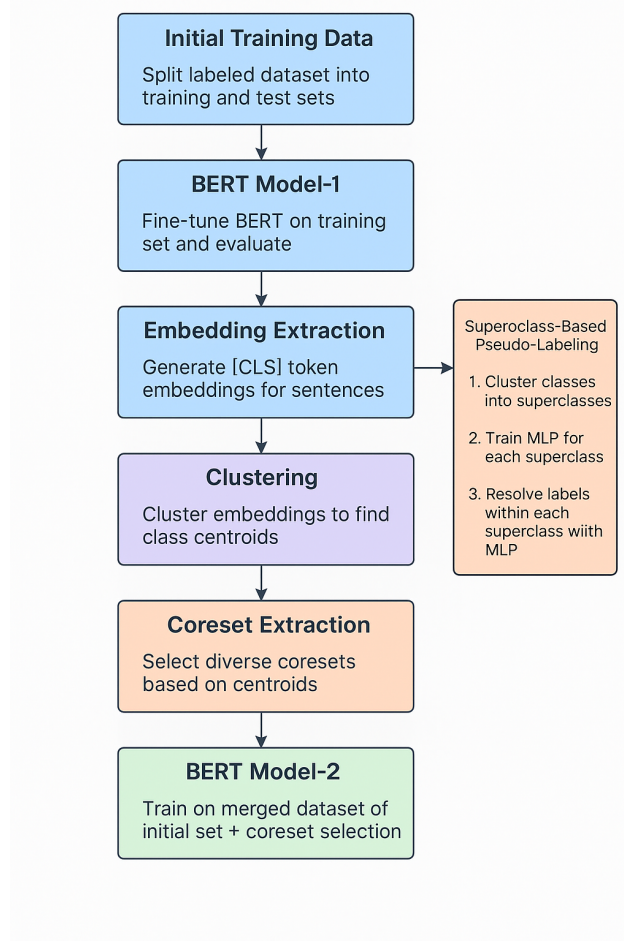 Initial Training Data
Split labeled dataset into
training and test sets
BERT Model-1
Fine-tune BERT on training
set and evaluate
Embedding Extraction
Generate [CLS] token
embeddings for sentences
Superoclass-Based
Pseudo-Labeling
1. Cluster classes
into superclasses
2. Train MLP for
each superclass
3. Resolve labels
within each
superclass wiith
MLP
Clustering
Cluster embeddings to find
class centroids
Coreset Extraction
Select diverse coresets
based on centroids
BERT Model-2
Train on merged dataset of
initial set + coreset selection